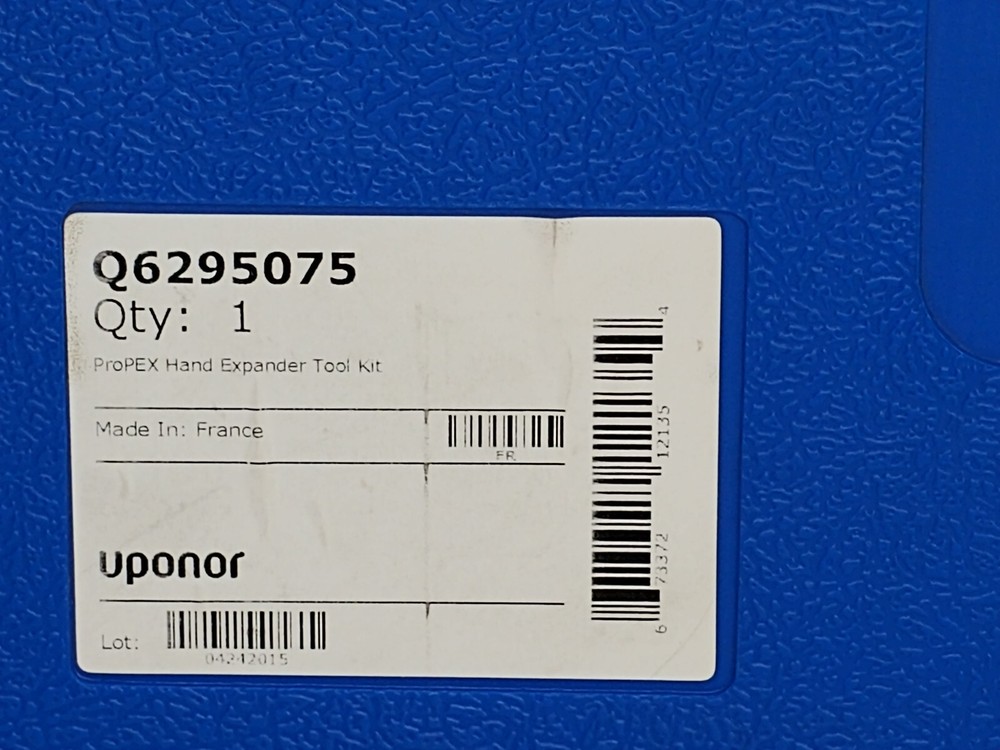 Q6295075
Qty: 1
ProPEX Hand Expander Tool Kit
Made In: France
FR
uponor
Lot:
04242015
6 73372 12135 4